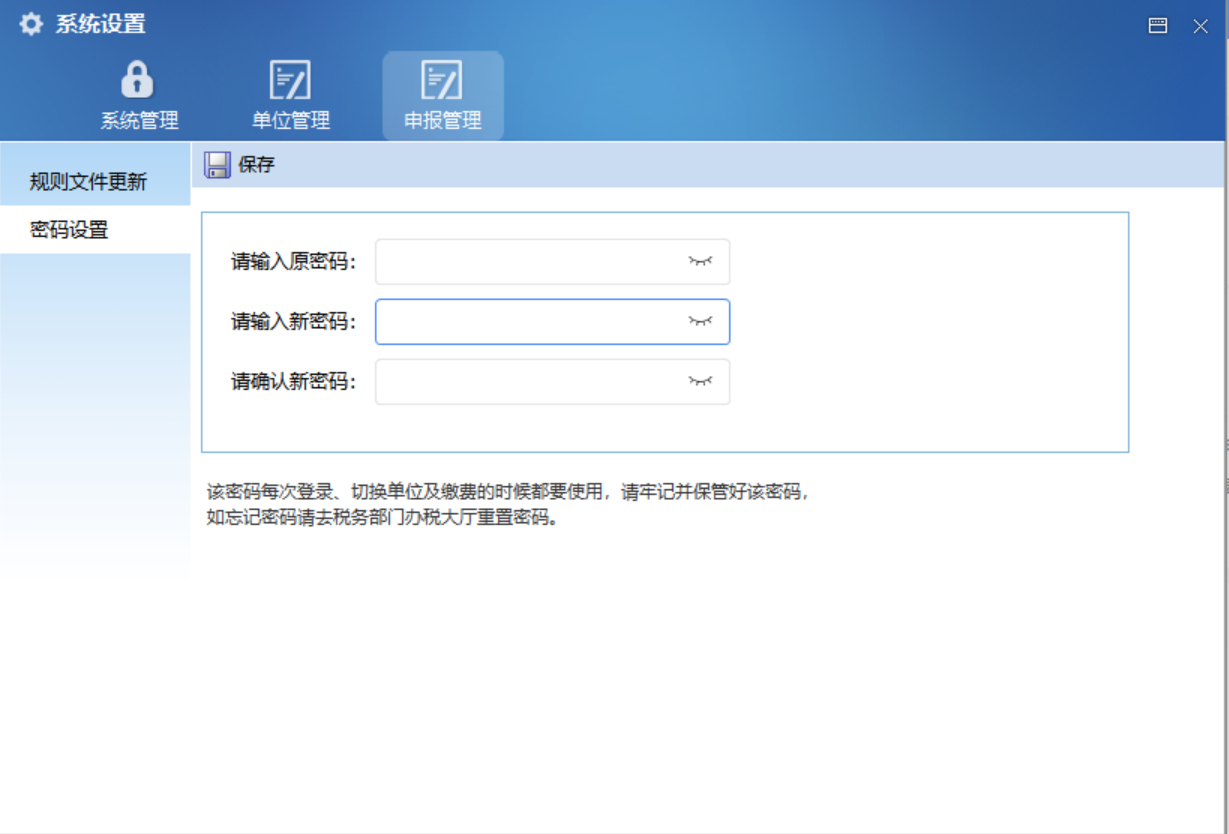 系统设置
系统管理
单位管理
申报管理
规则文件更新
密码设置
保存
请输入原密码：
请输入新密码：
请确认新密码：
该密码每次登录、切换单位及缴费的时候都要使用，请牢记并保管好该密码，
如忘记密码请去税务部门办税大厅重置密码。